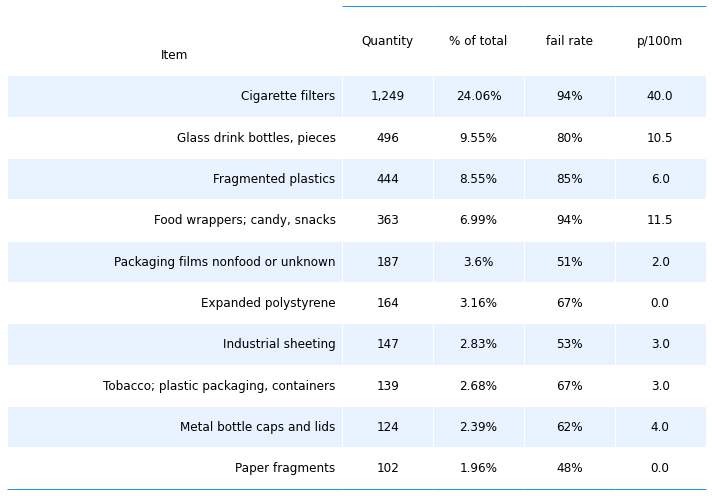 Item Quantity % of total fail rate p/100m
Cigarette filters 1,249 24.06% 94% 40.0
Glass drink bottles, pieces 496 9.55% 80% 10.5
Fragmented plastics 444 8.55% 85% 6.0
Food wrappers; candy, snacks 363 6.99% 94% 11.5
Packaging films nonfood or unknown 187 3.6% 51% 2.0
Expanded polystyrene 164 3.16% 67% 0.0
Industrial sheeting 147 2.83% 53% 3.0
Tobacco; plastic packaging, containers 139 2.68% 67% 3.0
Metal bottle caps and lids 124 2.39% 62% 4.0
Paper fragments 102 1.96% 48% 0.0